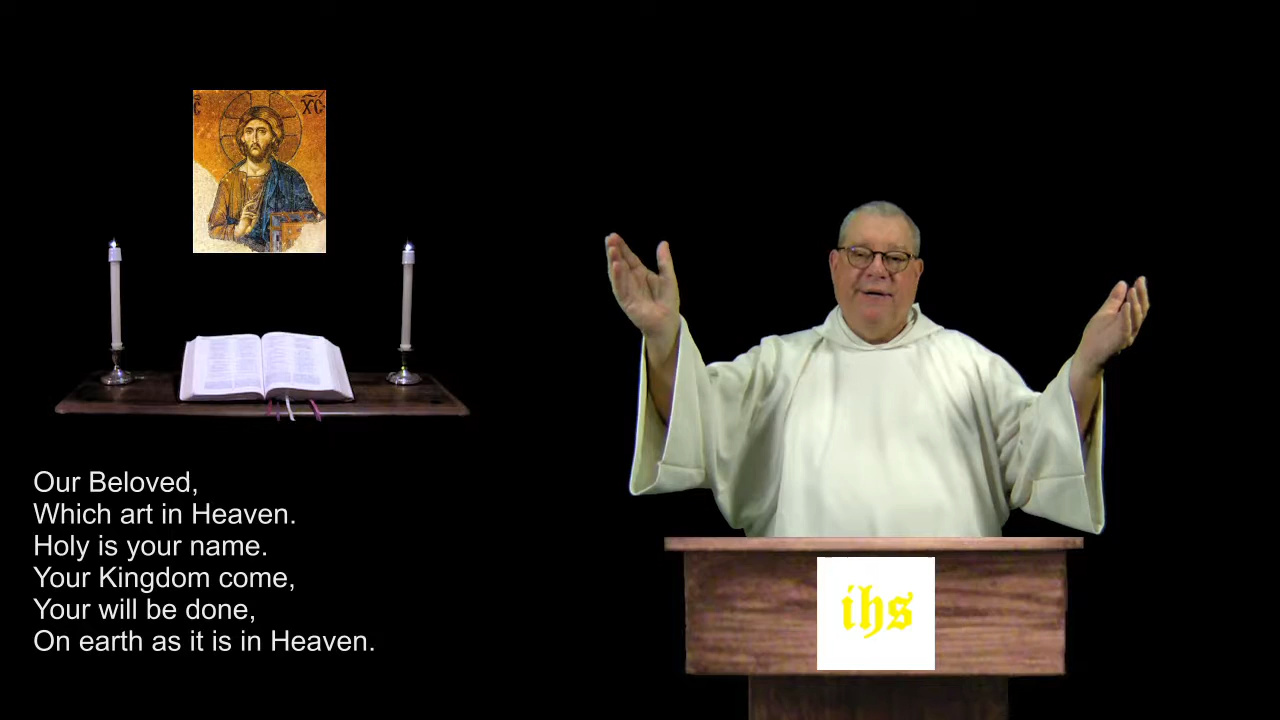 C XC
Our Beloved,
Which art in Heaven.
Holy is your name.
Your Kingdom come,
Your will be done,
On earth as it is in Heaven.
ihs